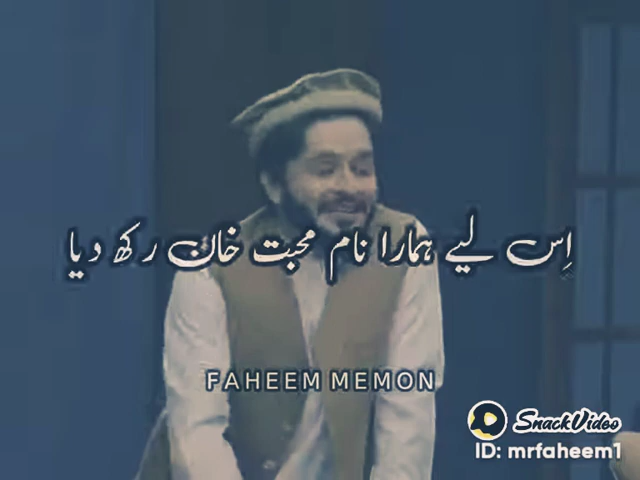 اِس لیے ہمارا نام محبت خان رکھ دیا
FAHEEM MEMON
SnackVideo
ID: mrfaheem1